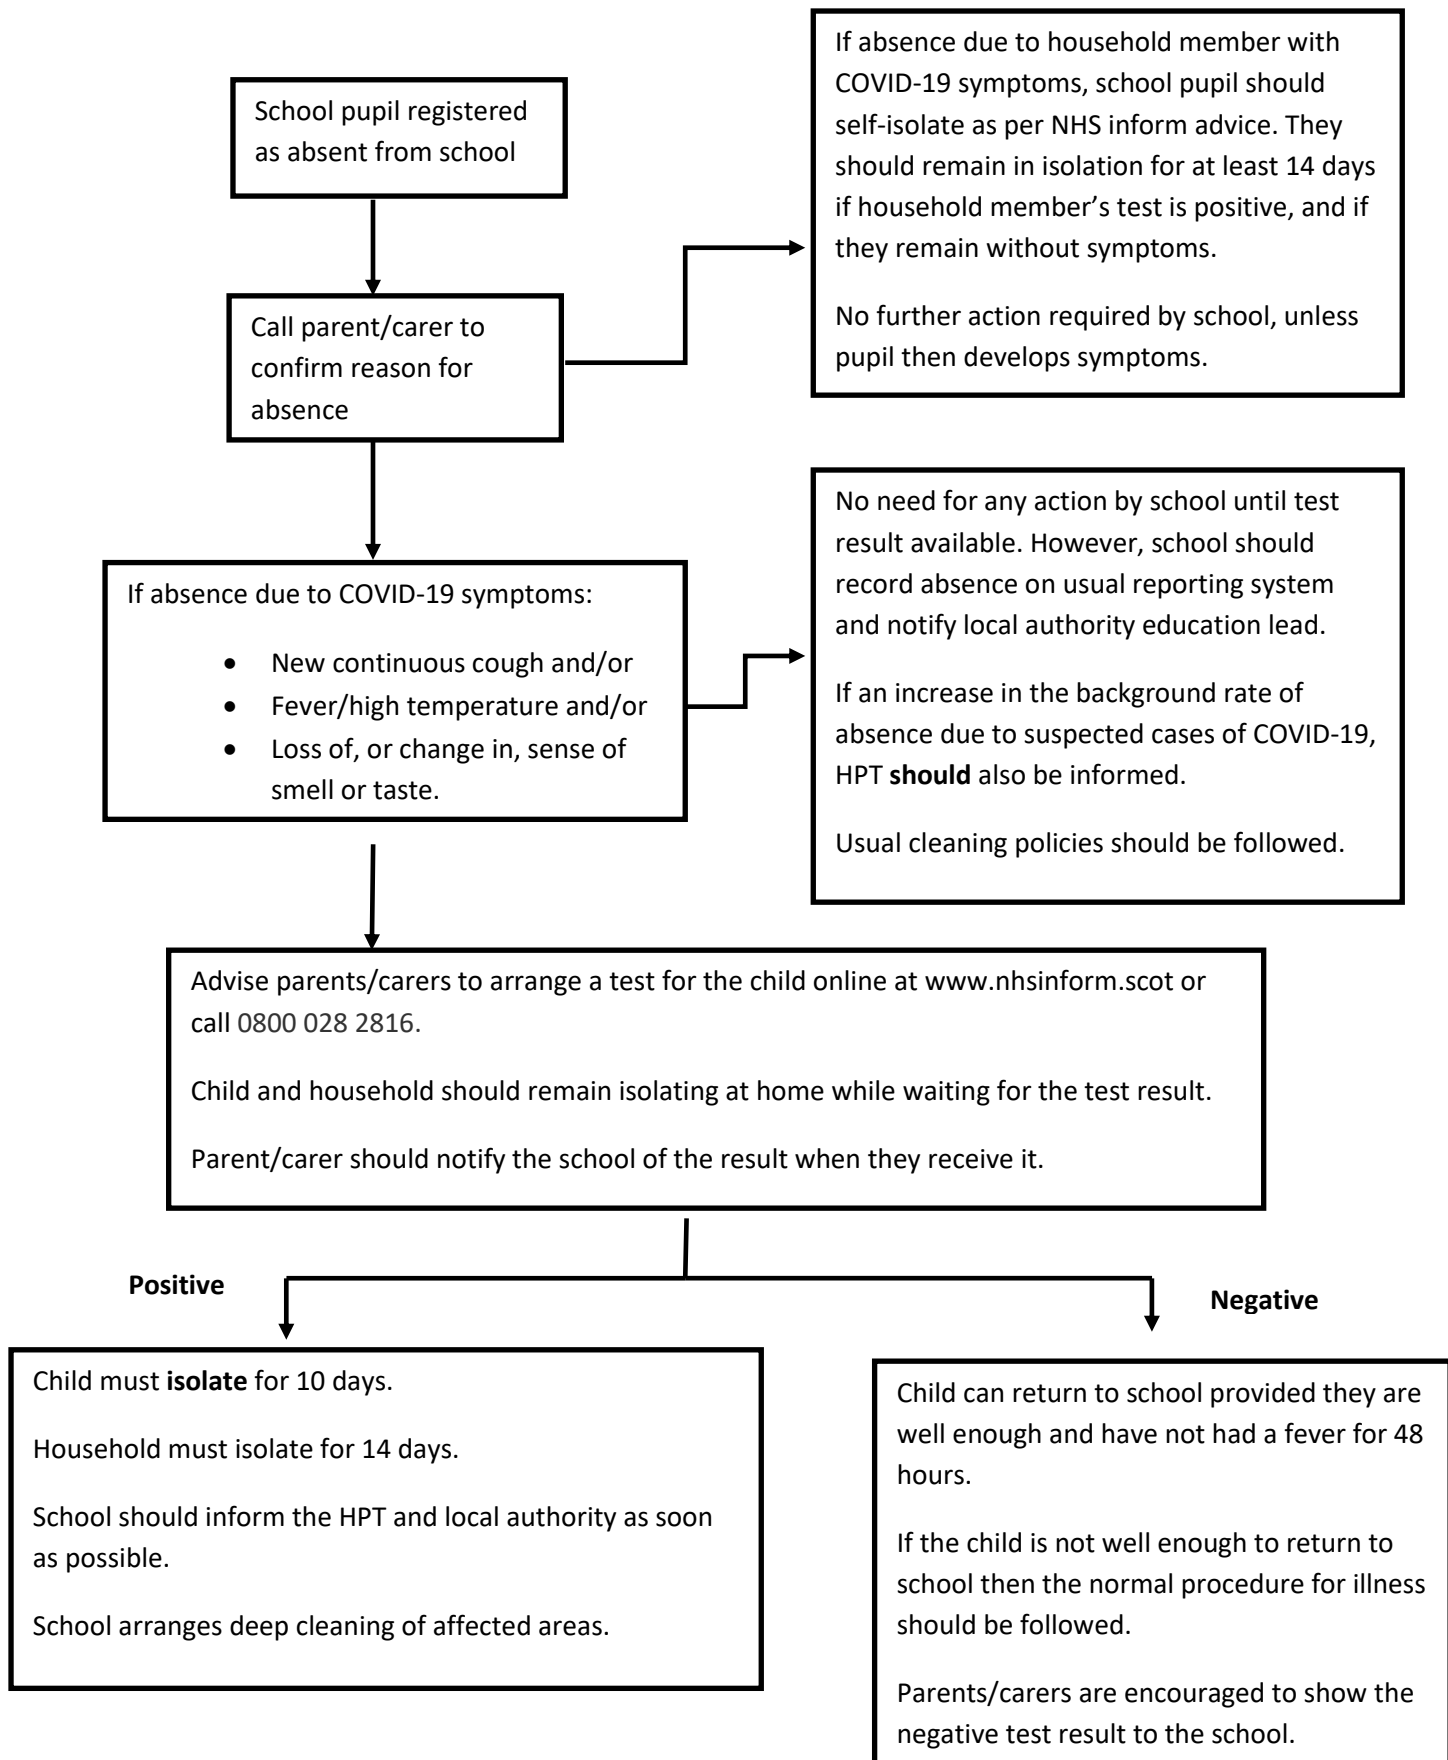 School pupil registered
as absent from school
If absence due to household member with
COVID-19 symptoms, school pupil should
self-isolate as per NHS inform advice. They
should remain in isolation for at least 14 days
if household member’s test is positive, and if
they remain without symptoms.
No further action required by school, unless
pupil then develops symptoms.
Call parent/carer to
confirm reason for
absence
If absence due to COVID-19 symptoms:
• New continuous cough and/or
• Fever/high temperature and/or
• Loss of, or change in, sense of
smell or taste.
No need for any action by school until test
result available. However, school should
record absence on usual reporting system
and notify local authority education lead.
If an increase in the background rate of
absence due to suspected cases of COVID-19,
HPT should also be informed.
Usual cleaning policies should be followed.
Advise parents/carers to arrange a test for the child online at www.nhsinform.scot or
call 0800 028 2816.
Child and household should remain isolating at home while waiting for the test result.
Parent/carer should notify the school of the result when they receive it.
Positive
Negative
Child must isolate for 10 days.
Household must isolate for 14 days.
School should inform the HPT and local authority as soon
as possible.
School arranges deep cleaning of affected areas.
Child can return to school provided they are
well enough and have not had a fever for 48
hours.
If the child is not well enough to return to
school then the normal procedure for illness
should be followed.
Parents/carers are encouraged to show the
negative test result to the school.